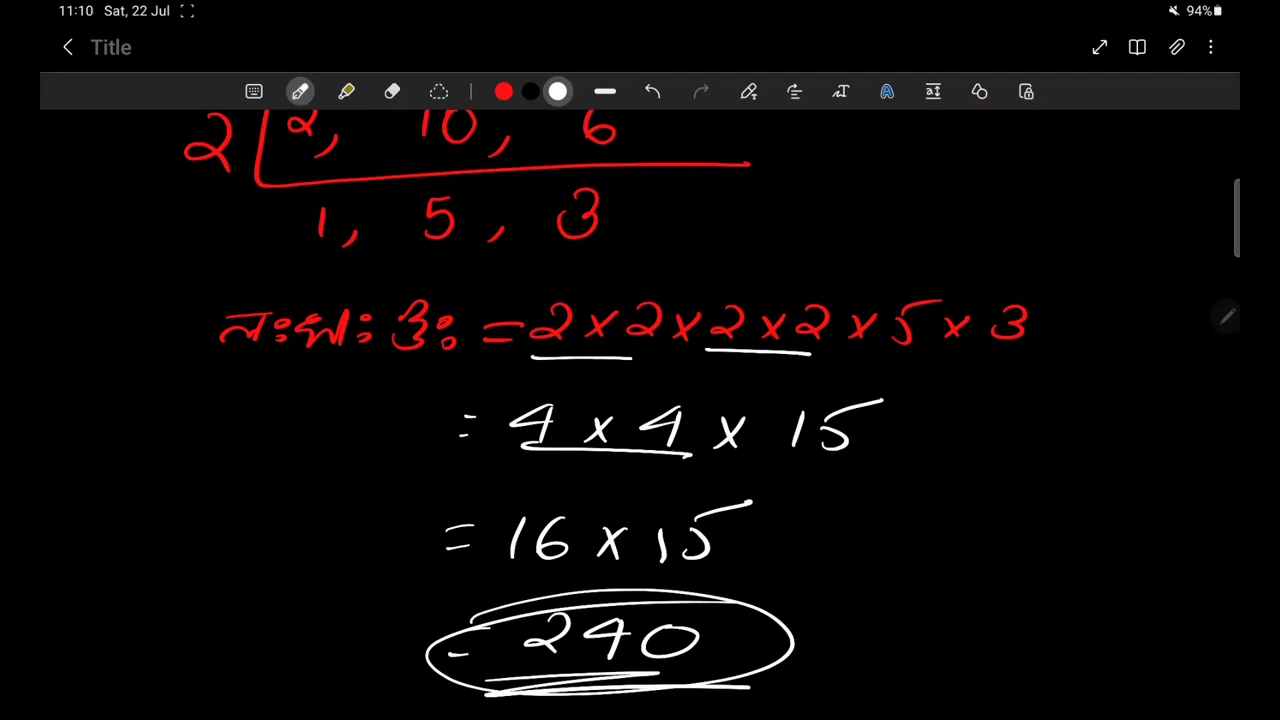 11:10 Sat, 22 Jul 94%
Title
2 2, 10, 6
1, 5, 3
লঃসাঃগুঃ = 2 × 2 × 2 × 2 × 5 × 3
= 4 × 4 × 15
= 16 × 15
= 240